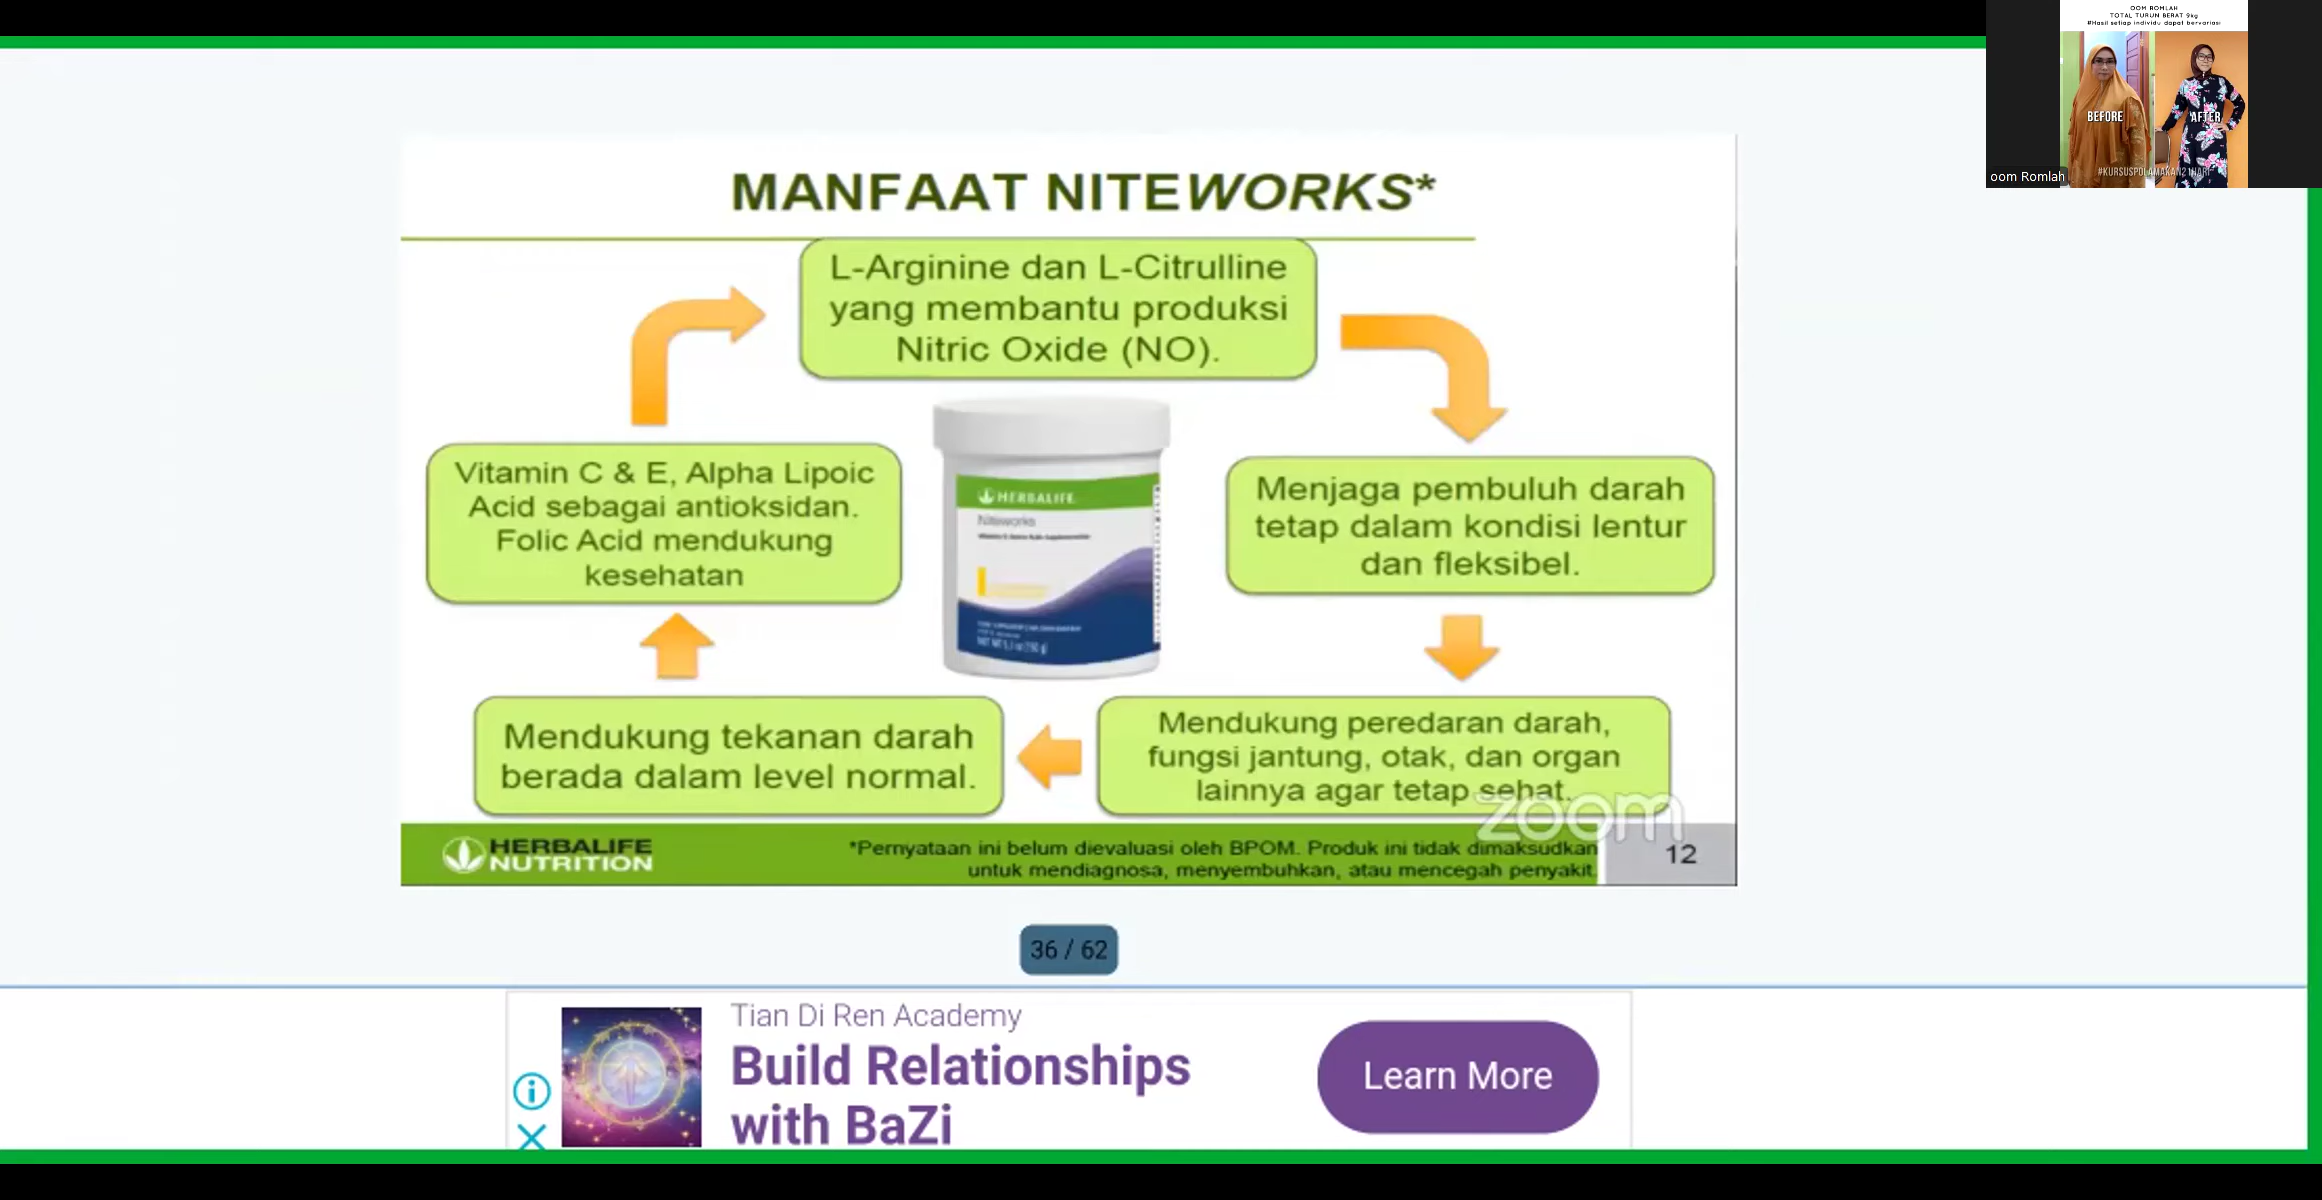 OOM ROMLAH
TOTAL TURUN BERAT 9kg
#Hasil setiap individu dapat bervariasi
BEFORE
AFTER
#KURSUSPOLAMAKAN21HARI
oom Romlah
MANFAAT NITEWORKS*
L-Arginine dan L-Citrulline
yang membantu produksi
Nitric Oxide (NO).
Vitamin C & E, Alpha Lipoic
Acid sebagai antioksidan.
Folic Acid mendukung
kesehatan
HERBALIFE
Niteworks
Menjaga pembuluh darah
tetap dalam kondisi lentur
dan fleksibel.
Mendukung tekanan darah
berada dalam level normal.
Mendukung peredaran darah,
fungsi jantung, otak, dan organ
lainnya agar tetap sehat.
zoom
HERBALIFE
NUTRITION
*Pernyataan ini belum dievaluasi oleh BPOM. Produk ini tidak dimaksudkan
untuk mendiagnosa, menyembuhkan, atau mencegah penyakit.
12
36 / 62
Tian Di Ren Academy
Build Relationships
with BaZi
Learn More